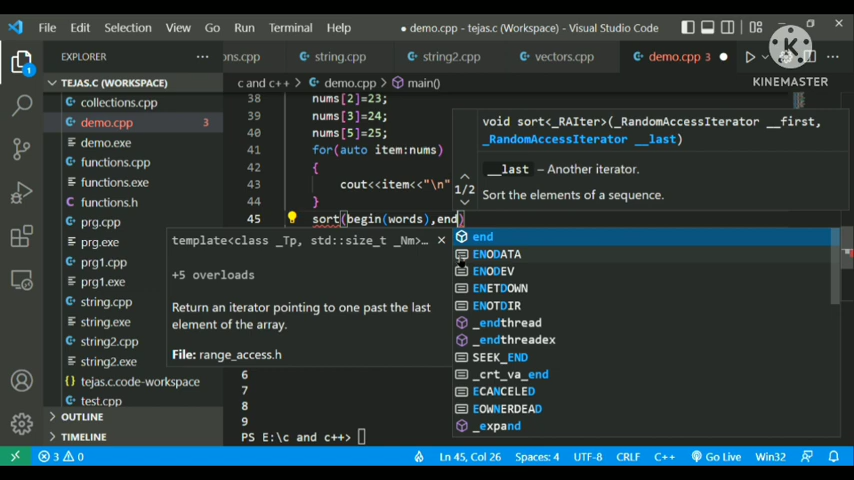 File Edit Selection View Go Run Terminal Help
● demo.cpp - tejas.c (Workspace) - Visual Studio Code
EXPLORER
ons.cpp
string.cpp
string2.cpp
vectors.cpp
demo.cpp 3
K
KINEMASTER
TEJAS.C (WORKSPACE)
c and c++ > demo.cpp > main()
collections.cpp
demo.cpp 3
demo.exe
functions.cpp
functions.exe
functions.h
prg.cpp
prg.exe
prg1.cpp
prg1.exe
string.cpp
string.exe
string2.cpp
string2.exe
tejas.c.code-workspace
test.cpp
OUTLINE
TIMELINE
1
38 nums[2]=23;
39 nums[3]=24;
40 nums[5]=25;
41 for(auto item:nums)
42 {
43 cout<<item<<"\n"
44 }
45 sort(begin(words),end)
void sort<_RAIter>(_RandomAccessIterator __first,
_RandomAccessIterator __last)
__last — Another iterator.
1/2
Sort the elements of a sequence.
template<class _Tp, std::size_t _Nm>…
+5 overloads
Return an iterator pointing to one past the last
element of the array.
File: range_access.h
end
ENODATA
ENODEV
ENETDOWN
ENOTDIR
_endthread
_endthreadex
SEEK_END
_crt_va_end
ECANCELED
EOWNERDEAD
_expand
6
7
8
9
PS E:\c and c++>
3 0
Ln 45, Col 26 Spaces: 4 UTF-8 CRLF C++ Go Live Win32